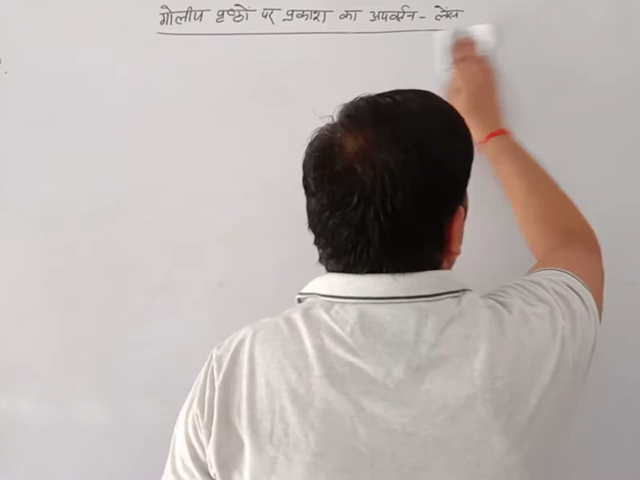 गोलीय पृष्ठों पर प्रकाश का अपवर्तन - लेंस